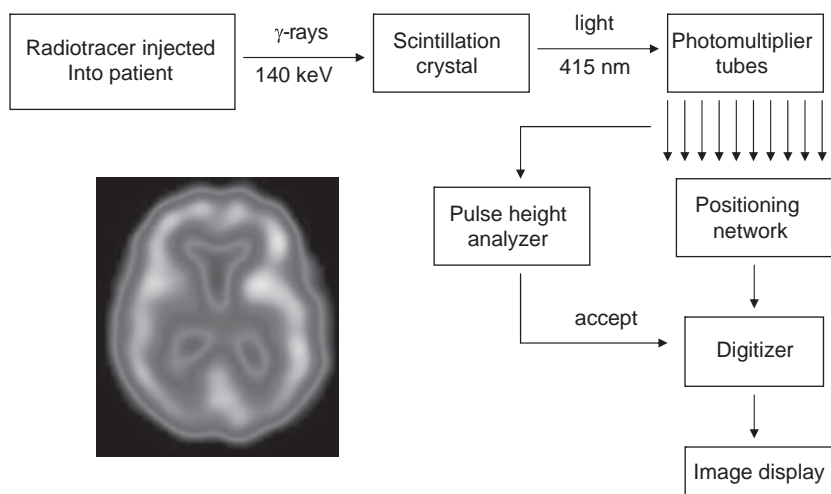 Radiotracer injected
Into patient
γ-rays
140 keV
Scintillation
crystal
light
415 nm
Photomultiplier
tubes
Pulse height
analyzer
Positioning
network
accept
Digitizer
Image display